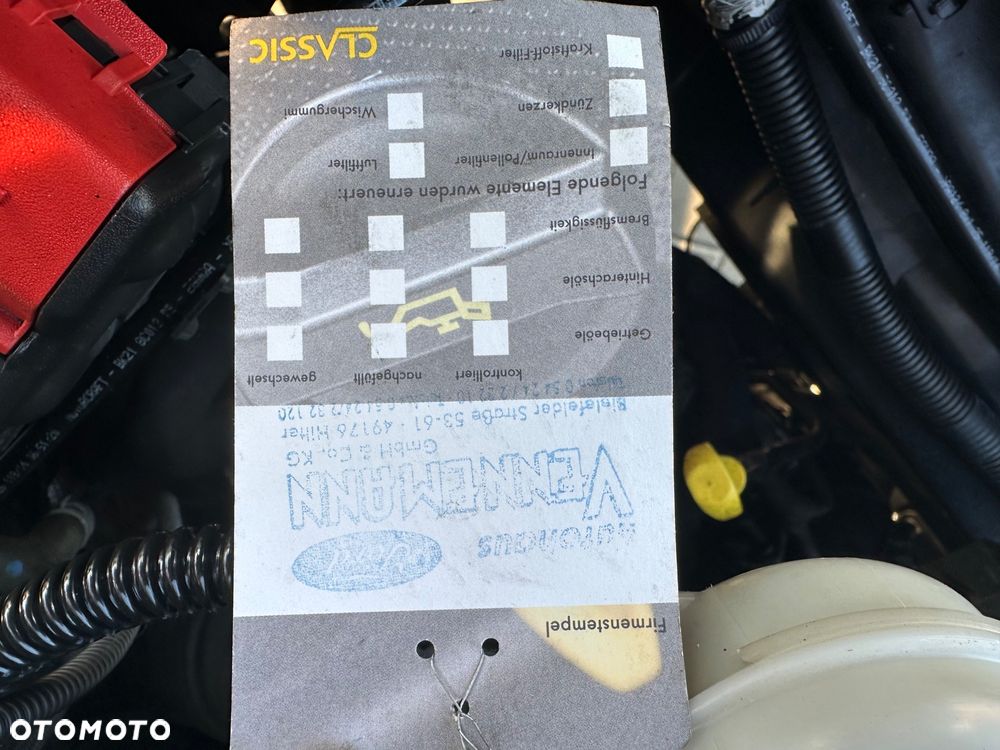 Firmenstempel
Ford
Autohaus
VENNEMANN
GmbH & Co. KG
Bielefelder Straße 53-61 · 49176 Hilter
kontrolliert nachgefüllt gewechselt
Getriebeöle
Hinterachsöle
Bremsflüssigkeit
Folgende Elemente wurden erneuert:
Innenraum/Pollenfilter Luftfilter
Zündkerzen Wischergummi
Kraftstoff-Filter
CLASSIC
OTOMOTO